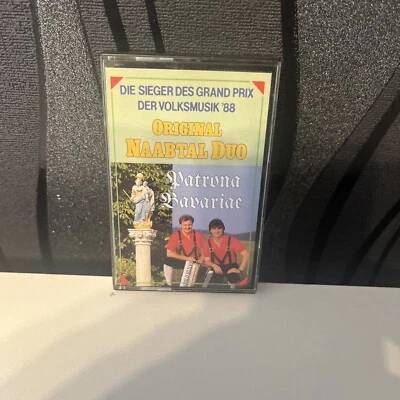 DIE SIEGER DES GRAND PRIX
DER VOLKSMUSIK '88
ORIGINAL
NAABTAL DUO
Patrona
Bavariae